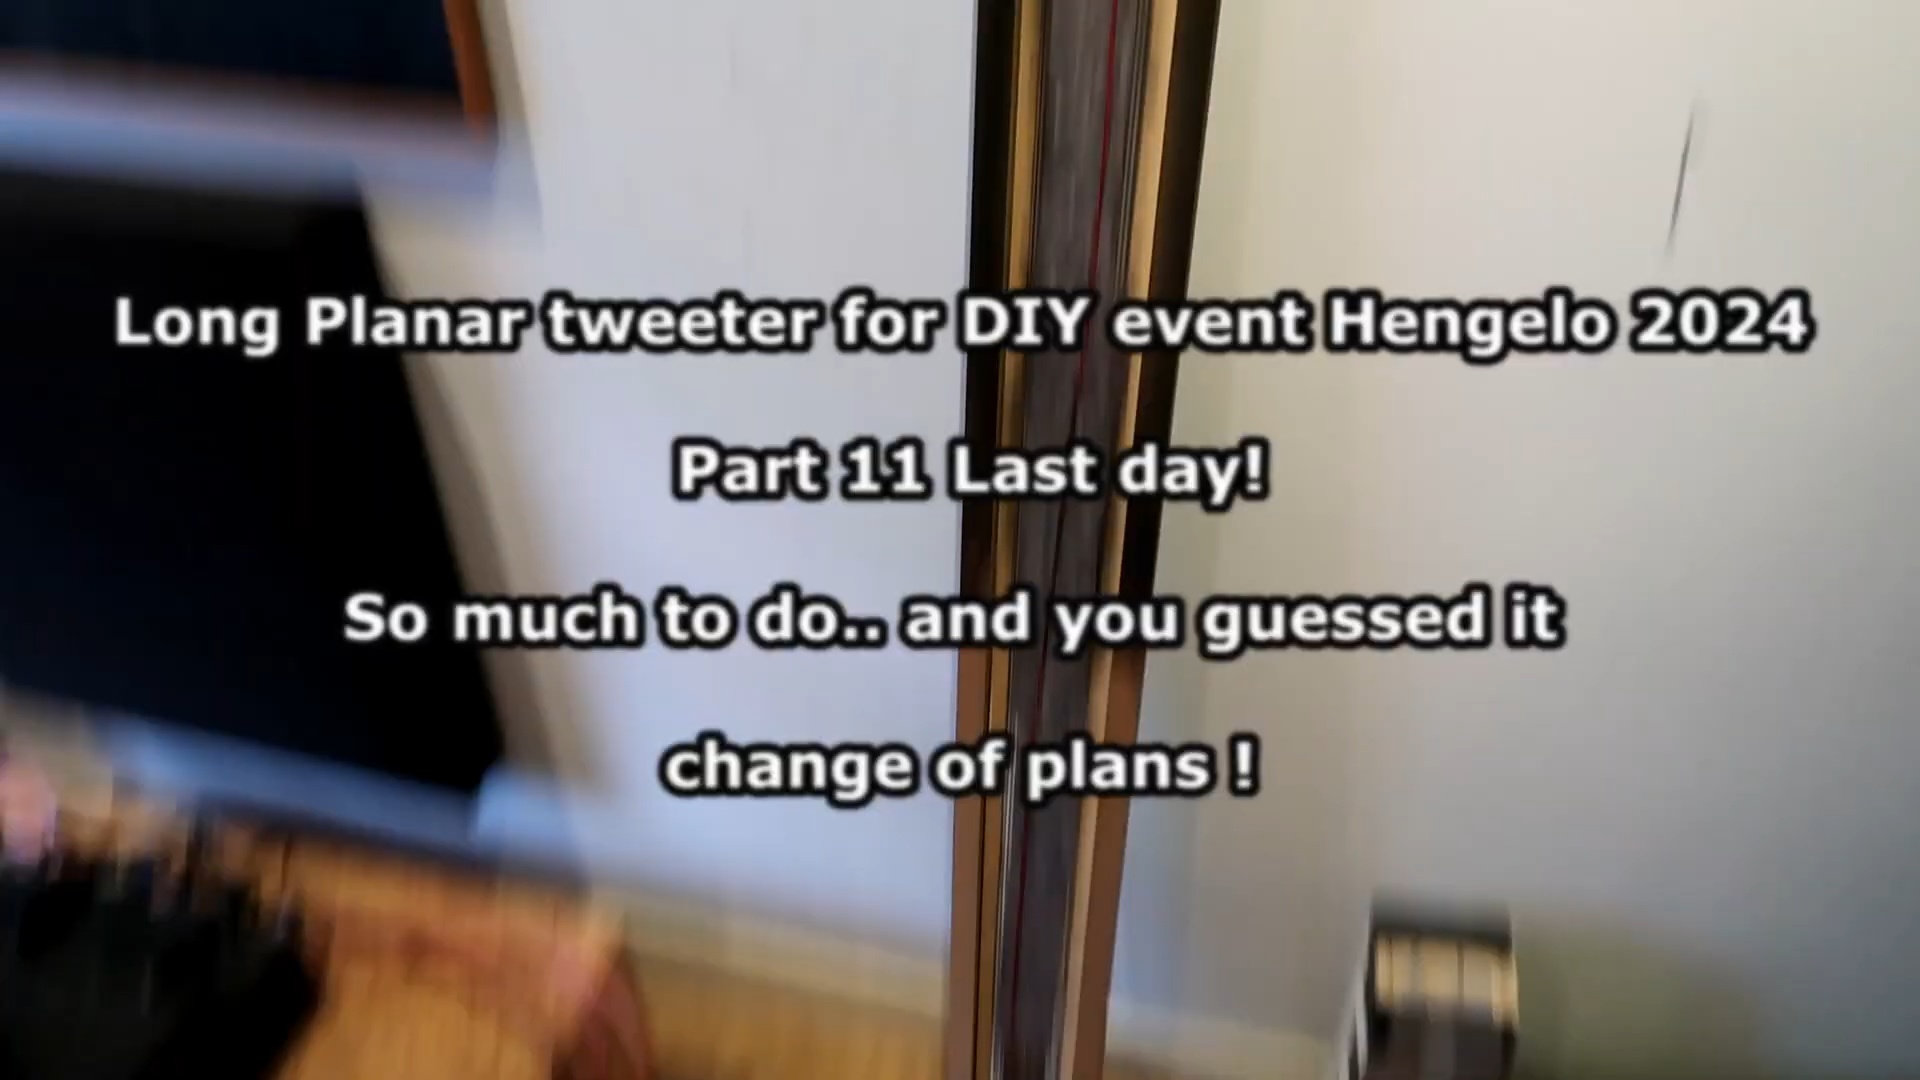 Long Planar tweeter for DIY event Hengelo 2024
Part 11 Last day!
So much to do.. and you guessed it
change of plans !